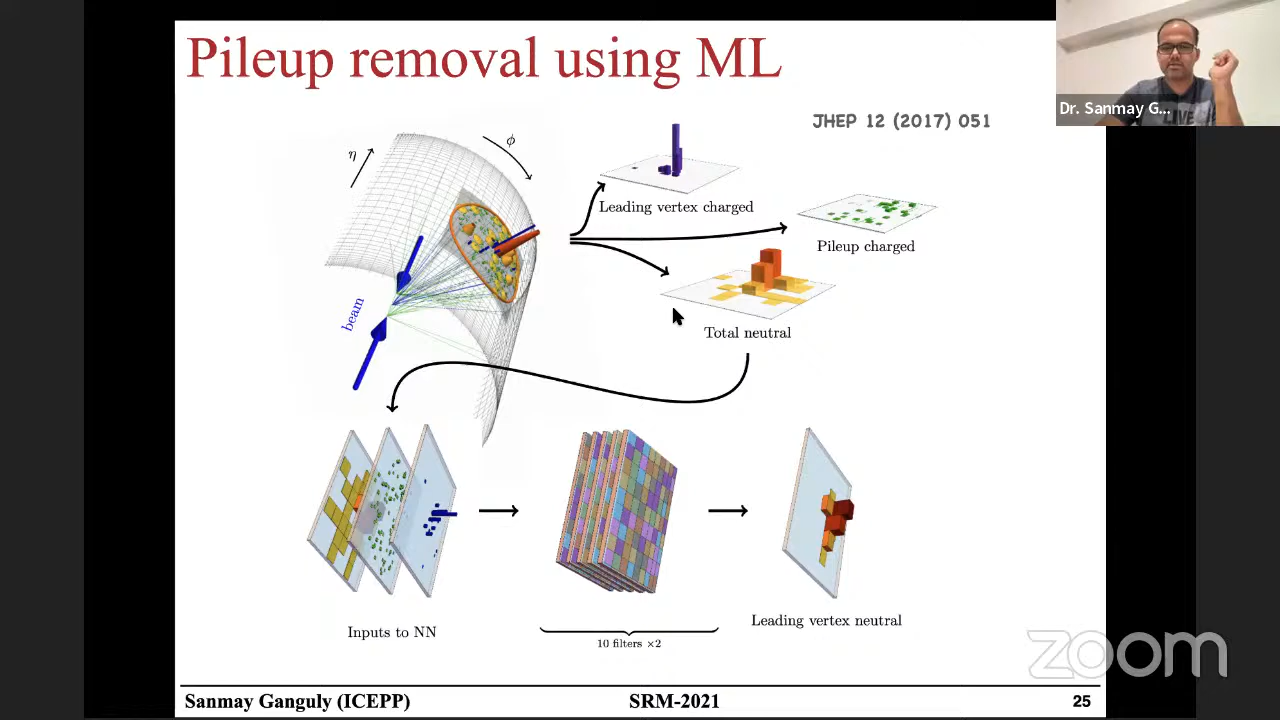 Pileup removal using ML
Dr. Sanmay G...
JHEP 12 (2017) 051
η
ϕ
Leading vertex charged
Pileup charged
beam
Total neutral
Inputs to NN
10 filters ×2
Leading vertex neutral
zoom
Sanmay Ganguly (ICEPP)
SRM-2021
25